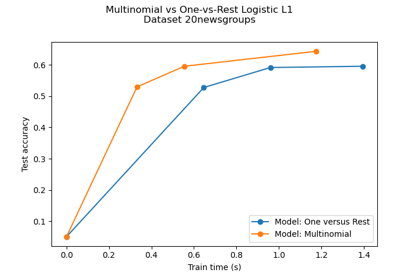 Multinomial vs One-vs-Rest Logistic L1
Dataset 20newsgroups
Test accuracy
0.6
0.5
0.4
0.3
0.2
0.1
0.0 0.2 0.4 0.6 0.8 1.0 1.2 1.4
Train time (s)
Model: One versus Rest
Model: Multinomial